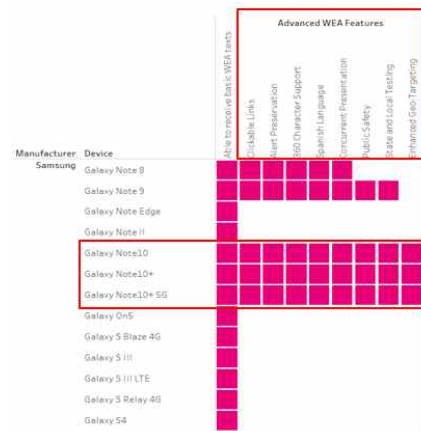 Advanced WEA Features
Able to receive basic WEA texts
Clickable Links
Alert Preservation
360 Character Support
Spanish Language
Concurrent Presentation
Public Safety
State and Local Testing
Enhanced Geo-Targeting
Manufacturer Device
Samsung Galaxy Note 8
Galaxy Note 9
Galaxy Note Edge
Galaxy Note II
Galaxy Note10
Galaxy Note10+
Galaxy Note10+ 5G
Galaxy On5
Galaxy S Blaze 4G
Galaxy S III
Galaxy S III LTE
Galaxy S Relay 4G
Galaxy S4